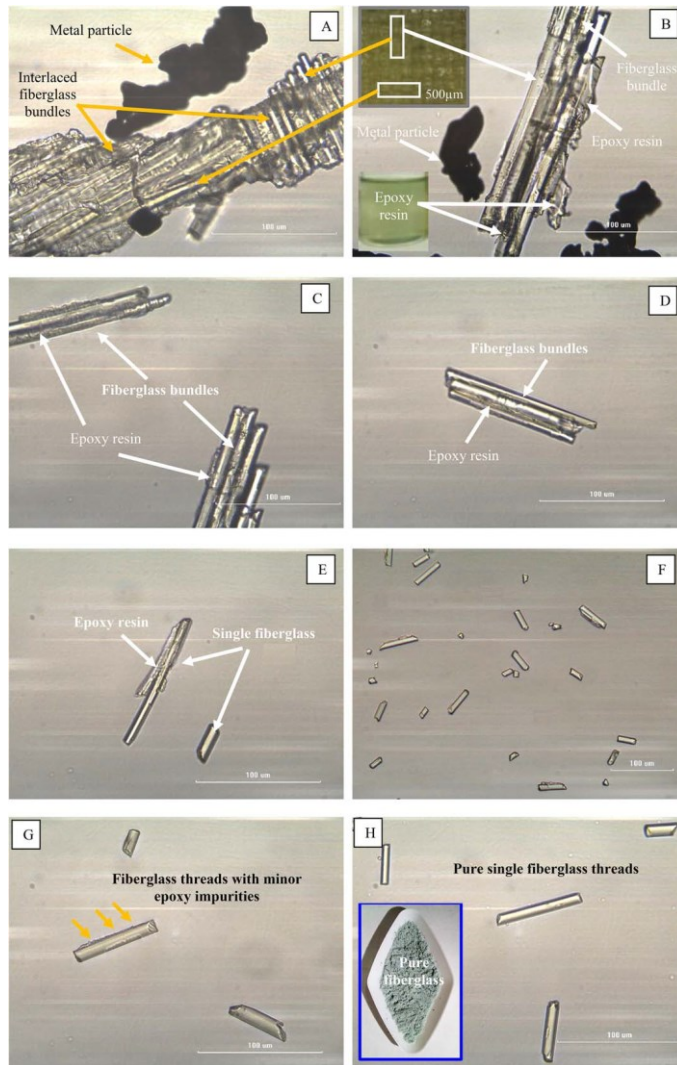 A
Metal particle
Interlaced
fiberglass
bundles
100 um
B
500μm
Fiberglass
bundle
Epoxy
resin
Metal particle
Epoxy
resin
100 um
C
Fiberglass bundles
Epoxy resin
100 um
D
Fiberglass bundles
Epoxy resin
100 um
E
Epoxy resin
Single fiberglass
100 um
F
100 um
G
Fiberglass threads with minor
epoxy impurities
100 um
H
Pure single fiberglass threads
Pure
fiberglass
100 um